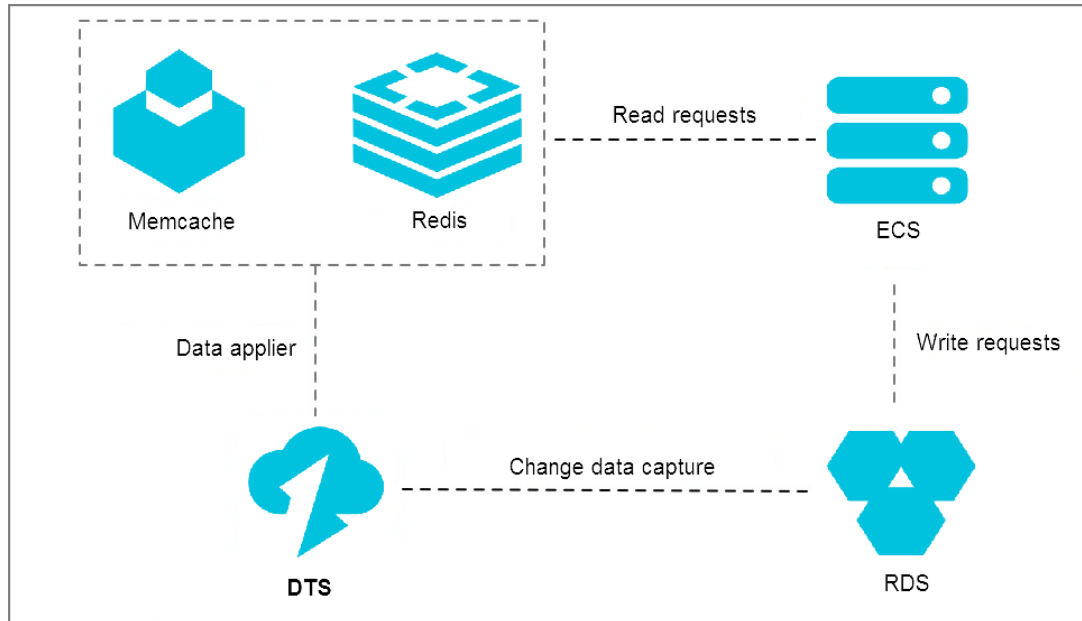 Read requests
Memcache
Redis
ECS
Data applier
Write requests
Change data capture
DTS
RDS